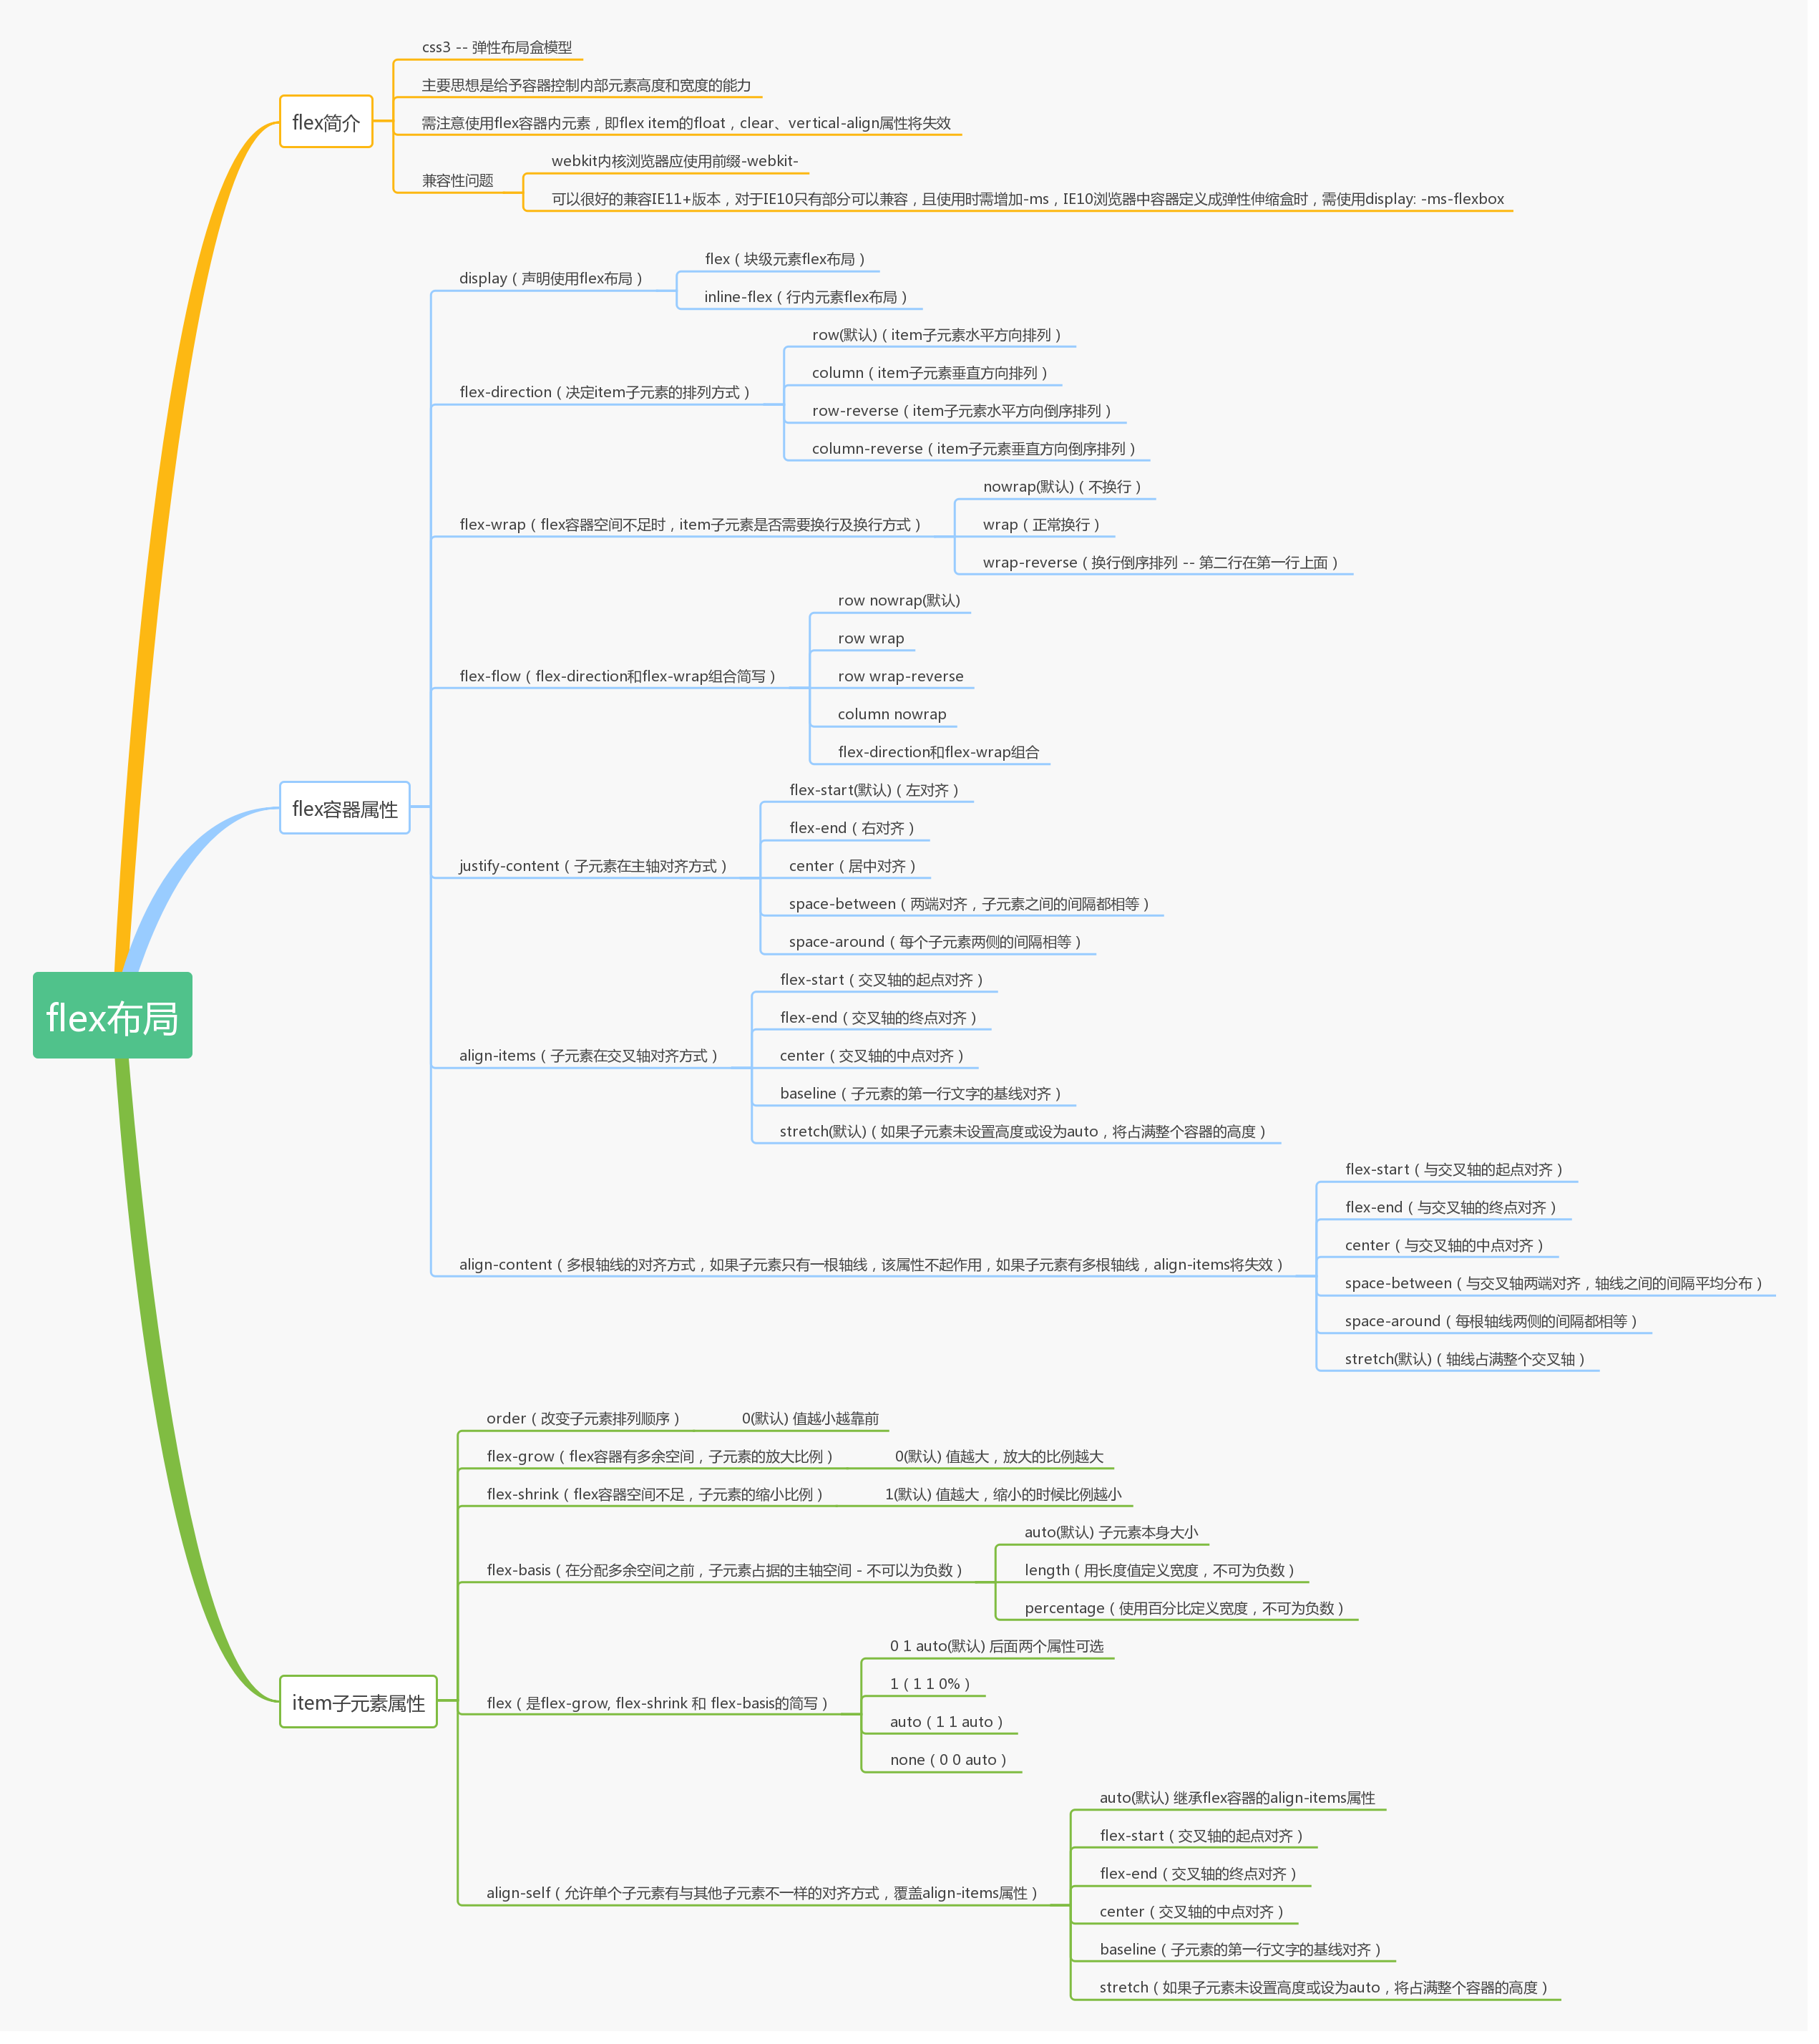 flex布局
flex简介
css3 -- 弹性布局盒模型
主要思想是给予容器控制内部元素高度和宽度的能力
需注意使用flex容器内元素，即flex item的float，clear、vertical-align属性将失效
兼容性问题
webkit内核浏览器应使用前缀-webkit-
可以很好的兼容IE11+版本，对于IE10只有部分可以兼容，且使用时需增加-ms，IE10浏览器中容器定义成弹性伸缩盒时，需使用display: -ms-flexbox
flex容器属性
display（声明使用flex布局）
flex（块级元素flex布局）
inline-flex（行内元素flex布局）
flex-direction（决定item子元素的排列方式）
row(默认)（item子元素水平方向排列）
column（item子元素垂直方向排列）
row-reverse（item子元素水平方向倒序排列）
column-reverse（item子元素垂直方向倒序排列）
flex-wrap（flex容器空间不足时，item子元素是否需要换行及换行方式）
nowrap(默认)（不换行）
wrap（正常换行）
wrap-reverse（换行倒序排列 -- 第二行在第一行上面）
flex-flow（flex-direction和flex-wrap组合简写）
row nowrap(默认)
row wrap
row wrap-reverse
column nowrap
flex-direction和flex-wrap组合
justify-content（子元素在主轴对齐方式）
flex-start(默认)（左对齐）
flex-end（右对齐）
center（居中对齐）
space-between（两端对齐，子元素之间的间隔都相等）
space-around（每个子元素两侧的间隔相等）
align-items（子元素在交叉轴对齐方式）
flex-start（交叉轴的起点对齐）
flex-end（交叉轴的终点对齐）
center（交叉轴的中点对齐）
baseline（子元素的第一行文字的基线对齐）
stretch(默认)（如果子元素未设置高度或设为auto，将占满整个容器的高度）
align-content（多根轴线的对齐方式，如果子元素只有一根轴线，该属性不起作用，如果子元素有多根轴线，align-items将失效）
flex-start（与交叉轴的起点对齐）
flex-end（与交叉轴的终点对齐）
center（与交叉轴的中点对齐）
space-between（与交叉轴两端对齐，轴线之间的间隔平均分布）
space-around（每根轴线两侧的间隔都相等）
stretch(默认)（轴线占满整个交叉轴）
item子元素属性
order（改变子元素排列顺序）
0(默认) 值越小越靠前
flex-grow（flex容器有多余空间，子元素的放大比例）
0(默认) 值越大，放大的比例越大
flex-shrink（flex容器空间不足，子元素的缩小比例）
1(默认) 值越大，缩小的时候比例越小
flex-basis（在分配多余空间之前，子元素占据的主轴空间 - 不可以为负数）
auto(默认) 子元素本身大小
length（用长度值定义宽度，不可为负数）
percentage（使用百分比定义宽度，不可为负数）
flex（是flex-grow, flex-shrink 和 flex-basis的简写）
0 1 auto(默认) 后面两个属性可选
1（1 1 0%）
auto（1 1 auto）
none（0 0 auto）
align-self（允许单个子元素有与其他子元素不一样的对齐方式，覆盖align-items属性）
auto(默认) 继承flex容器的align-items属性
flex-start（交叉轴的起点对齐）
flex-end（交叉轴的终点对齐）
center（交叉轴的中点对齐）
baseline（子元素的第一行文字的基线对齐）
stretch（如果子元素未设置高度或设为auto，将占满整个容器的高度）